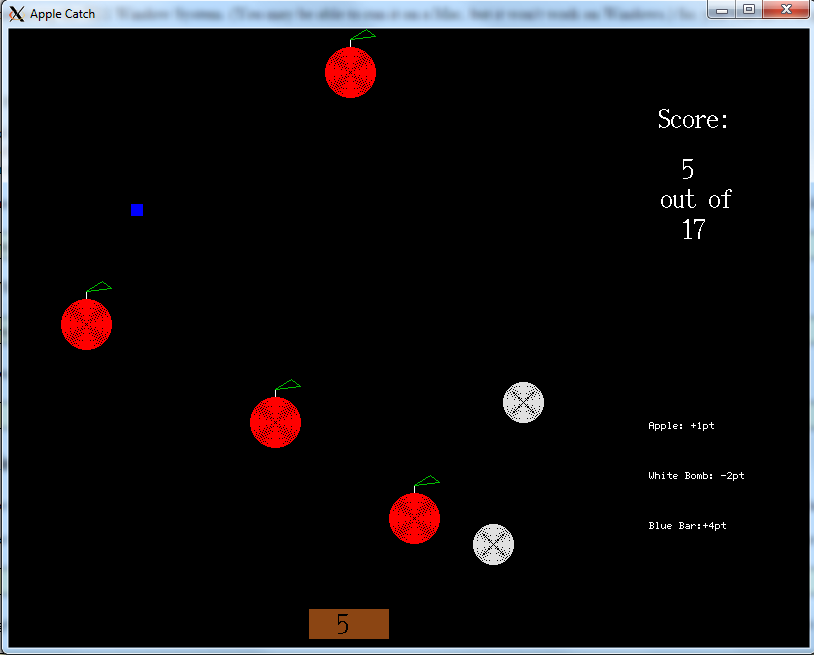 Apple Catch
Score:
5
out of
17
Apple: +1pt
White Bomb: -2pt
Blue Bar:+4pt
5